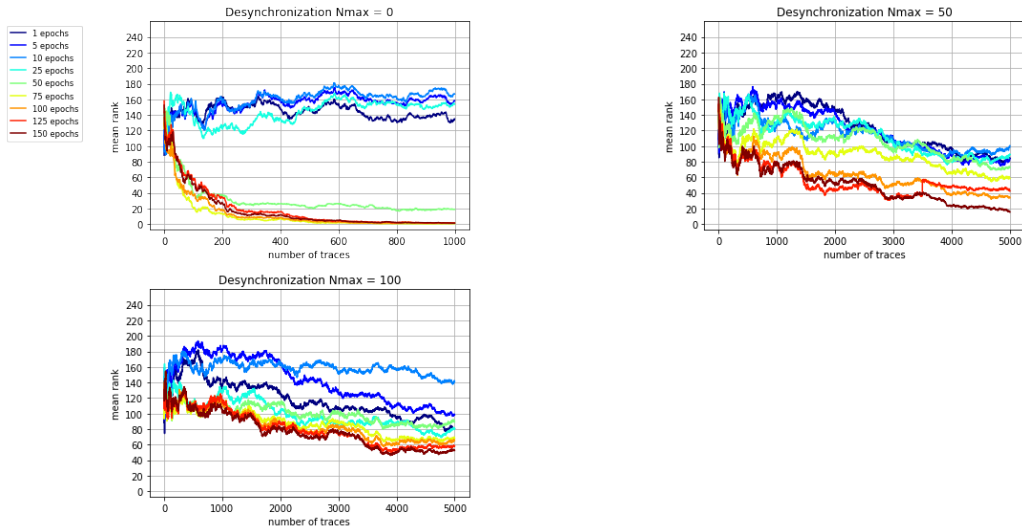 Desynchronization Nmax = 0
1 epochs
5 epochs
10 epochs
25 epochs
50 epochs
75 epochs
100 epochs
125 epochs
150 epochs
mean rank
240
220
200
180
160
140
120
100
80
60
40
20
0
0 200 400 600 800 1000
number of traces
Desynchronization Nmax = 50
mean rank
240
220
200
180
160
140
120
100
80
60
40
20
0
0 1000 2000 3000 4000 5000
number of traces
Desynchronization Nmax = 100
mean rank
240
220
200
180
160
140
120
100
80
60
40
20
0
0 1000 2000 3000 4000 5000
number of traces